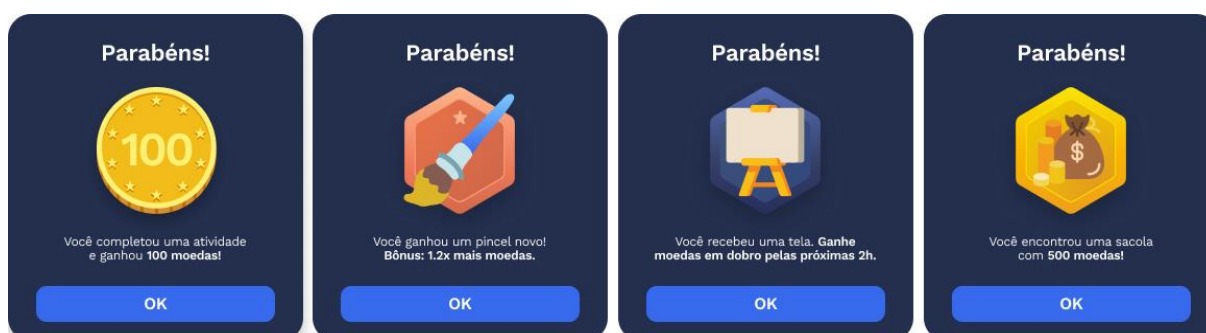 Parabéns!
100
Você completou uma atividade
e ganhou 100 moedas!
OK
Parabéns!
Você ganhou um pincel novo!
Bônus: 1.2x mais moedas.
OK
Parabéns!
Você recebeu uma tela. Ganhe
moedas em dobro pelas próximas 2h.
OK
Parabéns!
$
Você encontrou uma sacola
com 500 moedas!
OK